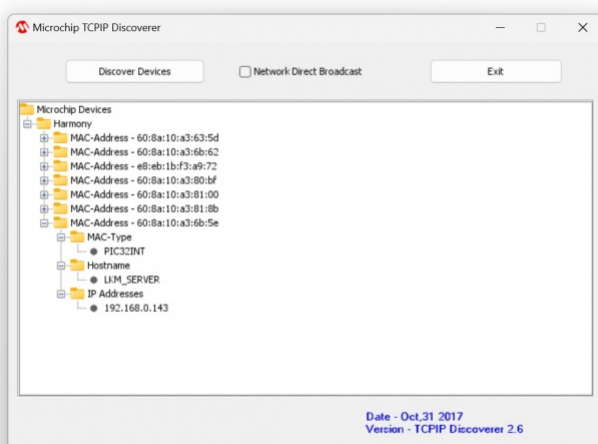 Microchip TCPIP Discoverer
Discover Devices
Network Direct Broadcast
Exit
Microchip Devices
Harmony
MAC-Address - 60:8a:10:a3:63:5d
MAC-Address - 60:8a:10:a3:6b:62
MAC-Address - e8:eb:1b:f3:a9:72
MAC-Address - 60:8a:10:a3:80:bf
MAC-Address - 60:8a:10:a3:81:00
MAC-Address - 60:8a:10:a3:81:8b
MAC-Address - 60:8a:10:a3:6b:5e
MAC-Type
PIC32INT
Hostname
LKM_SERVER
IP Addresses
192.168.0.143
Date - Oct,31 2017
Version - TCPIP Discoverer 2.6